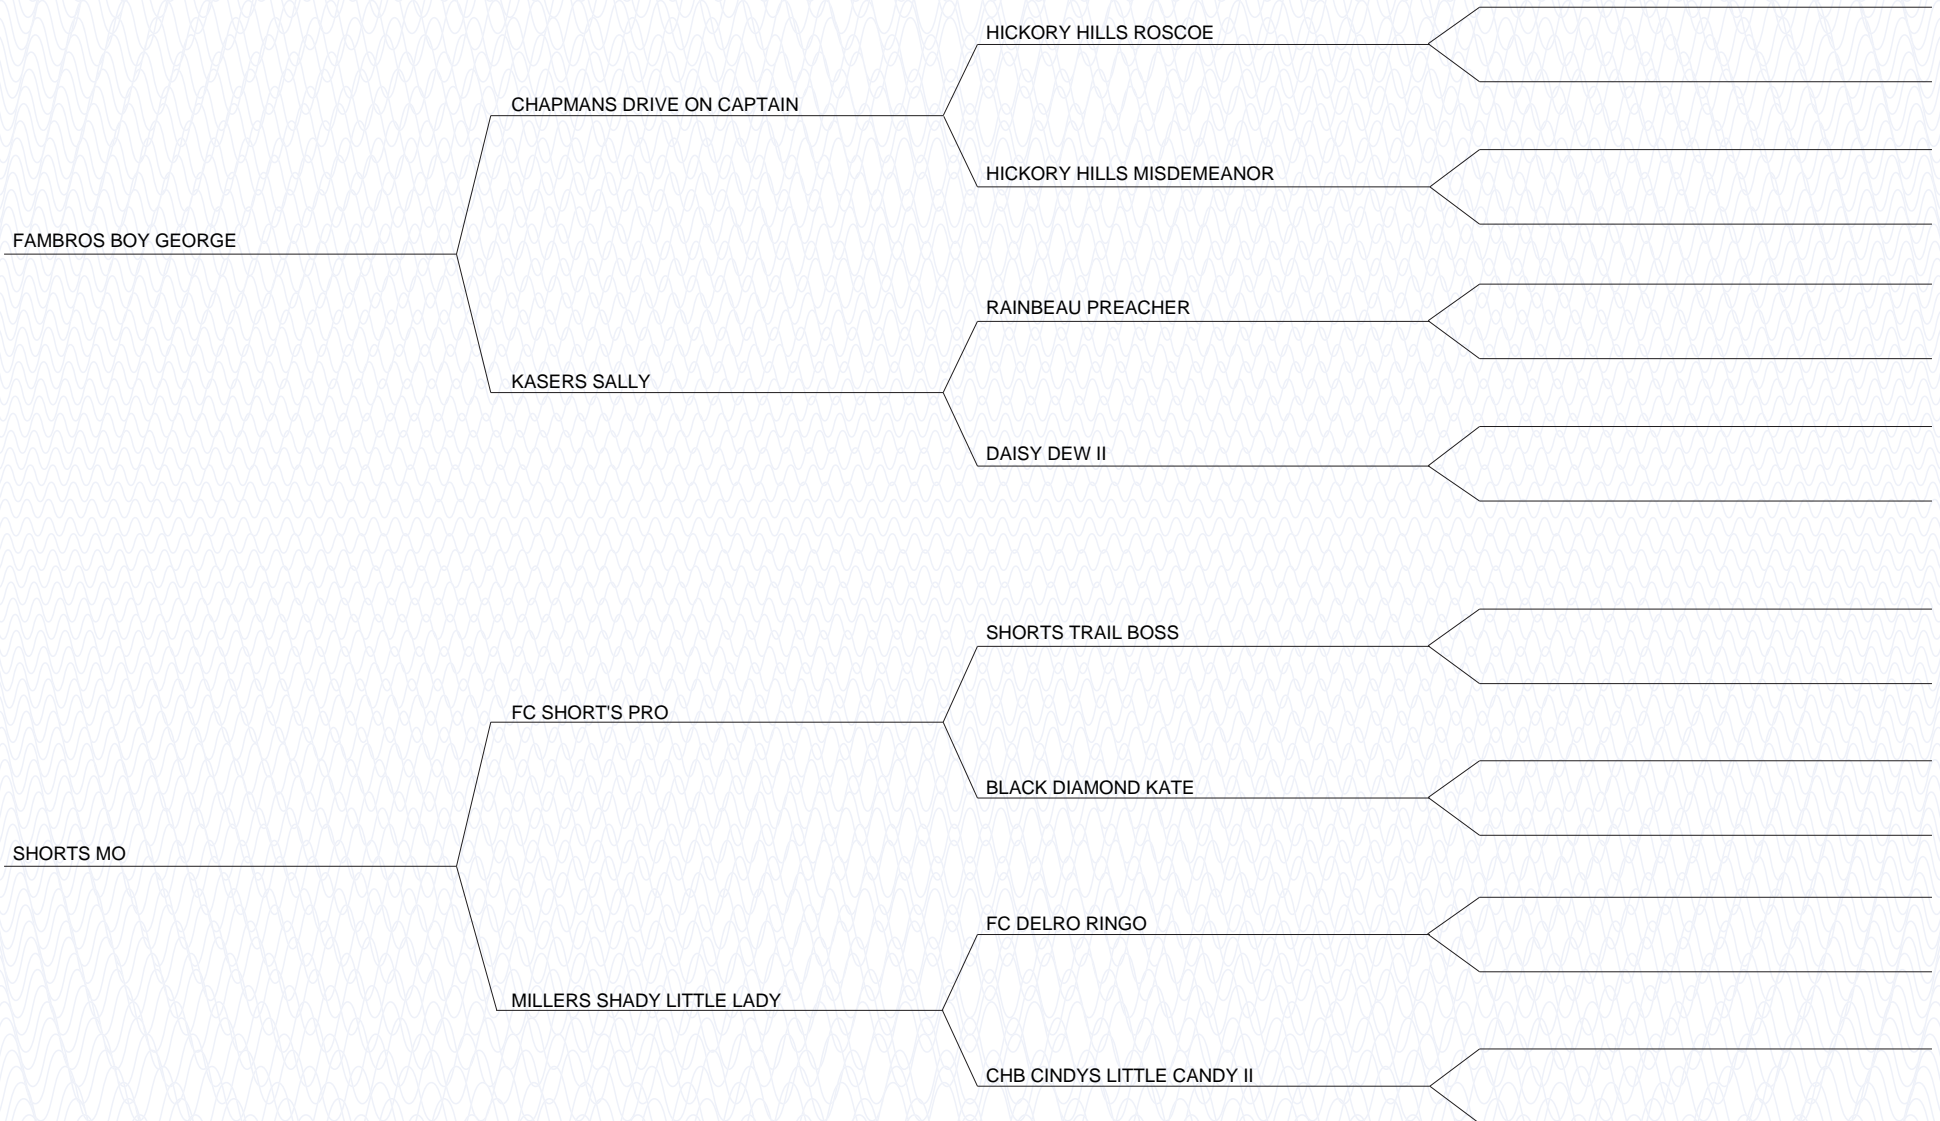 HICKORY HILLS ROSCOE
CHAPMANS DRIVE ON CAPTAIN
HICKORY HILLS MISDEMEANOR
FAMBROS BOY GEORGE
RAINBEAU PREACHER
KASERS SALLY
DAISY DEW II
SHORTS TRAIL BOSS
FC SHORT'S PRO
BLACK DIAMOND KATE
SHORTS MO
FC DELRO RINGO
MILLERS SHADY LITTLE LADY
CHB CINDYS LITTLE CANDY II